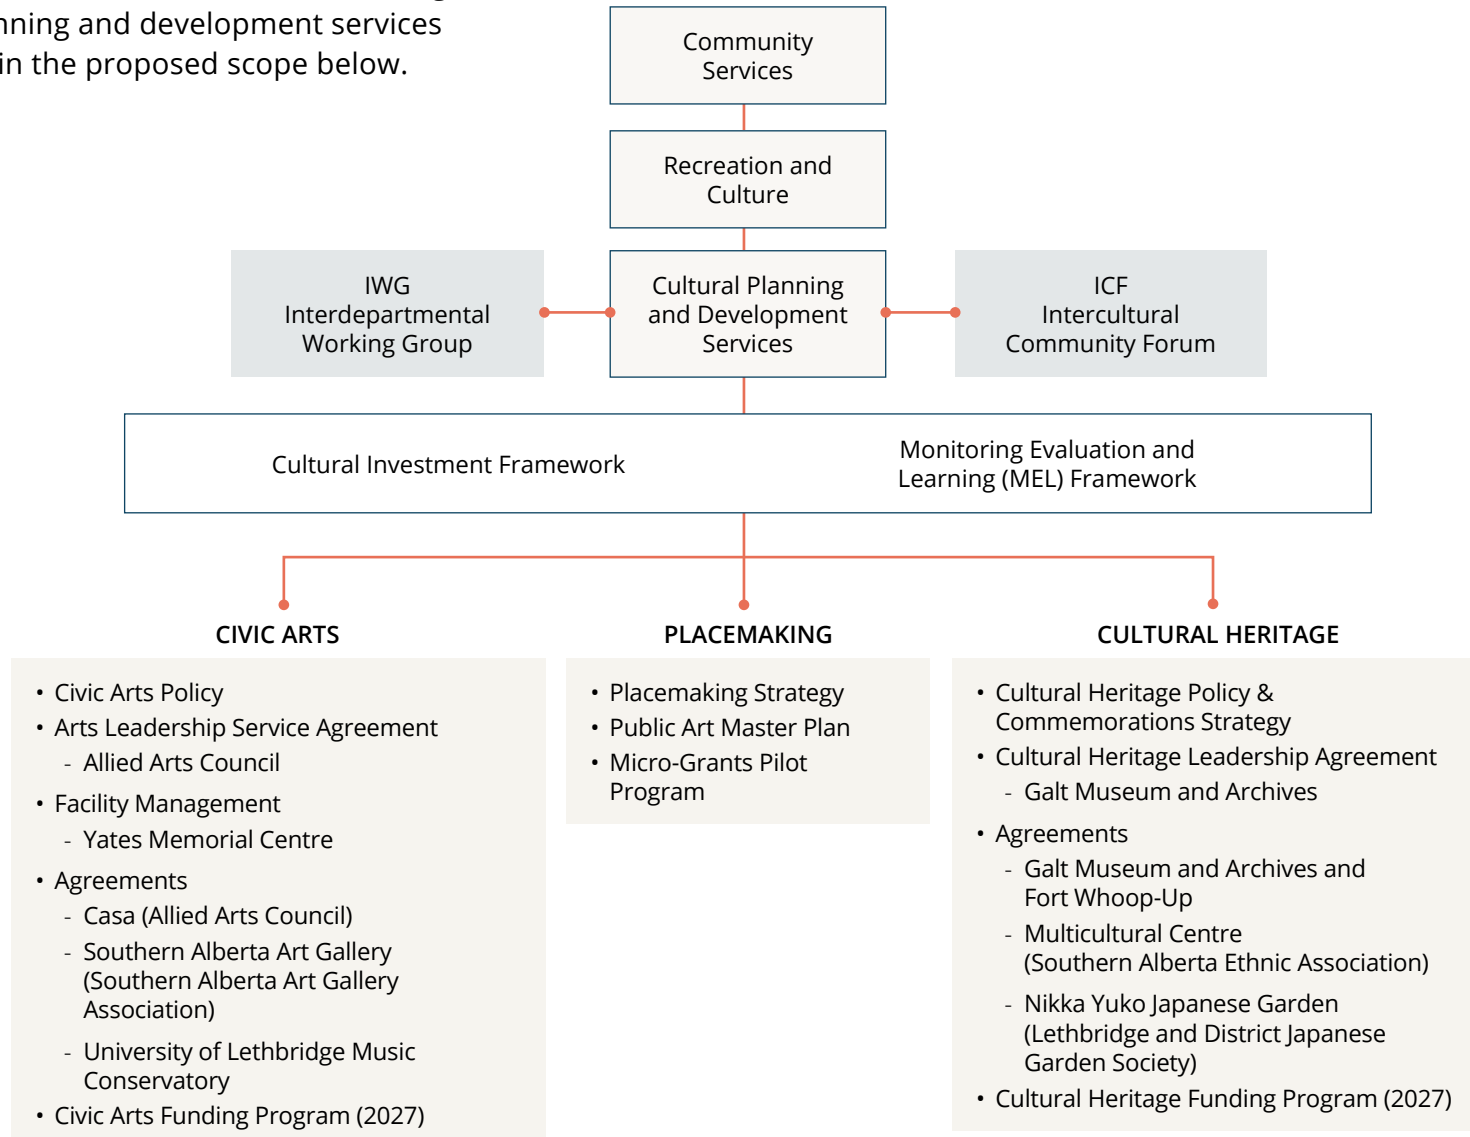 nning and development services
in the proposed scope below.
Community
Services
Recreation and
Culture
IWG
Interdepartmental
Working Group
Cultural Planning
and Development
Services
ICF
Intercultural
Community Forum
Cultural Investment Framework
Monitoring Evaluation and
Learning (MEL) Framework
CIVIC ARTS
• Civic Arts Policy
• Arts Leadership Service Agreement
- Allied Arts Council
• Facility Management
- Yates Memorial Centre
• Agreements
- Casa (Allied Arts Council)
- Southern Alberta Art Gallery
(Southern Alberta Art Gallery
Association)
- University of Lethbridge Music
Conservatory
• Civic Arts Funding Program (2027)
PLACEMAKING
• Placemaking Strategy
• Public Art Master Plan
• Micro-Grants Pilot
Program
CULTURAL HERITAGE
• Cultural Heritage Policy &
Commemorations Strategy
• Cultural Heritage Leadership Agreement
- Galt Museum and Archives
• Agreements
- Galt Museum and Archives and
Fort Whoop-Up
- Multicultural Centre
(Southern Alberta Ethnic Association)
- Nikka Yuko Japanese Garden
(Lethbridge and District Japanese
Garden Society)
• Cultural Heritage Funding Program (2027)